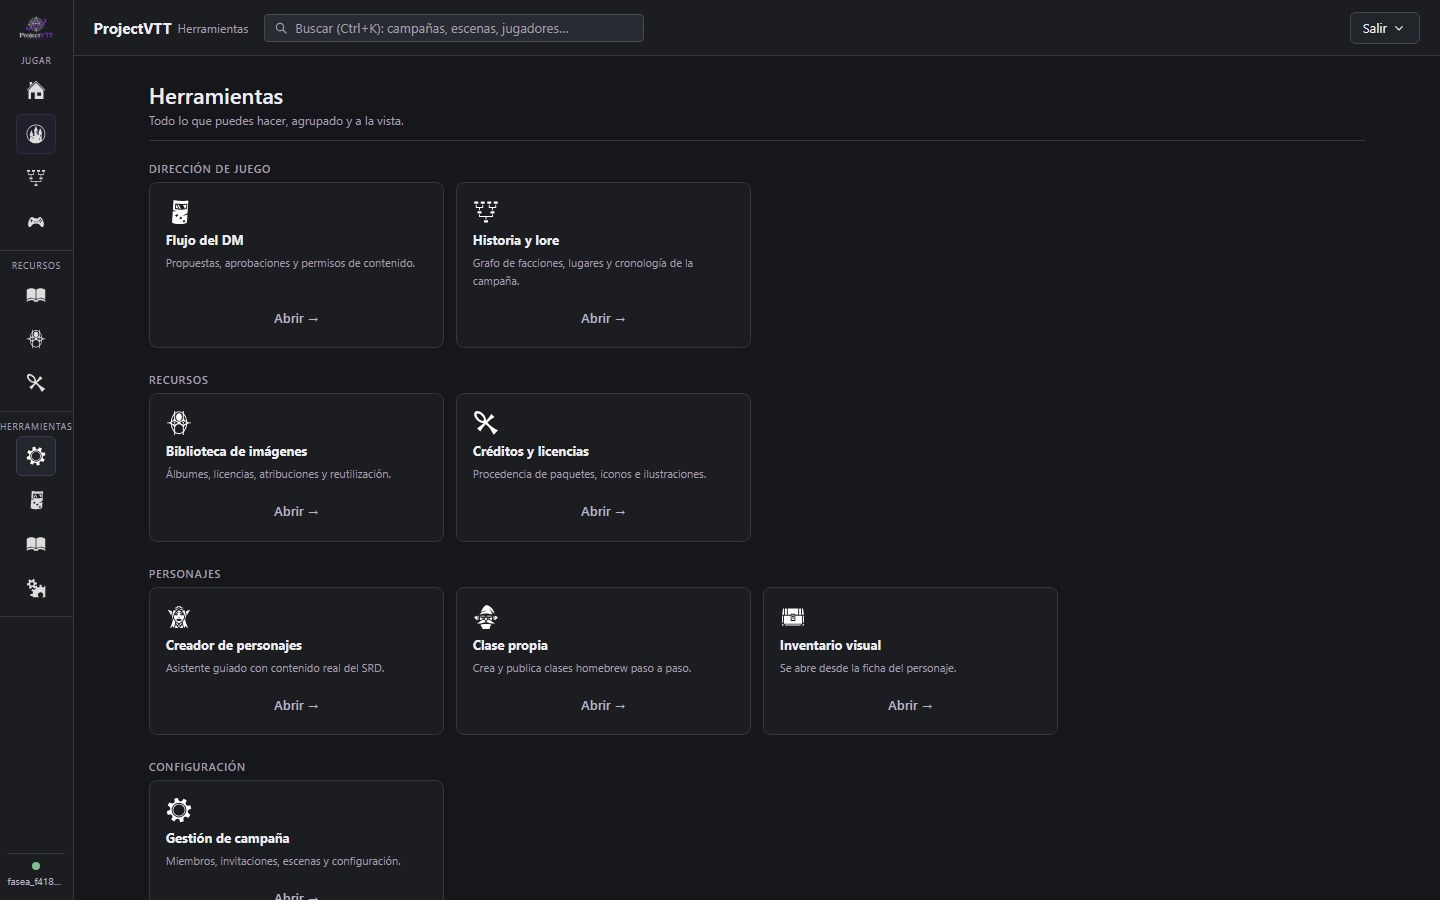 ProjectVTT
JUGAR
RECURSOS
HERRAMIENTAS
fasea_f418...
ProjectVTT Herramientas
Buscar (Ctrl+K): campañas, escenas, jugadores...
Salir
Herramientas
Todo lo que puedes hacer, agrupado y a la vista.
DIRECCIÓN DE JUEGO
Flujo del DM
Propuestas, aprobaciones y permisos de contenido.
Abrir →
Historia y lore
Grafo de facciones, lugares y cronología de la
campaña.
Abrir →
RECURSOS
Biblioteca de imágenes
Álbumes, licencias, atribuciones y reutilización.
Abrir →
Créditos y licencias
Procedencia de paquetes, iconos e ilustraciones.
Abrir →
PERSONAJES
Creador de personajes
Asistente guiado con contenido real del SRD.
Abrir →
Clase propia
Crea y publica clases homebrew paso a paso.
Abrir →
Inventario visual
Se abre desde la ficha del personaje.
Abrir →
CONFIGURACIÓN
Gestión de campaña
Miembros, invitaciones, escenas y configuración.
Abrir →